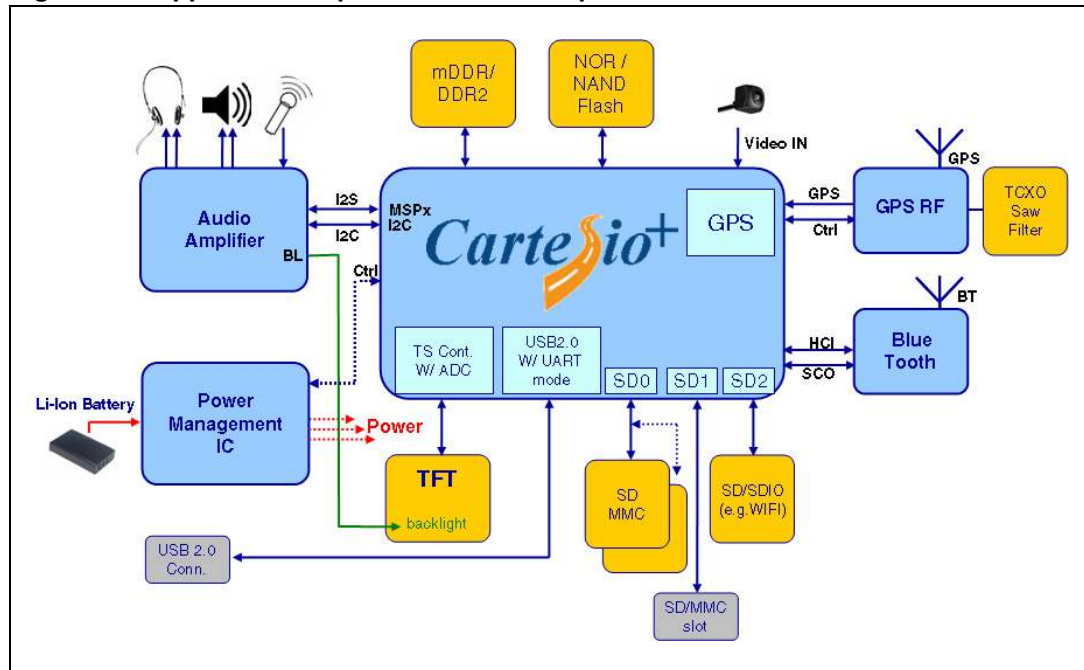 mDDR/
DDR2
NOR /
NAND
Flash
Video IN
GPS
Audio
Amplifier
BL
I2S
I2C
MSPx
I2C
Ctrl
Cartesio+
GPS
GPS
Ctrl
GPS RF
TCXO
Saw
Filter
BT
HCI
SCO
Blue
Tooth
TS Cont.
W/ ADC
USB2.0
W/ UART
mode
SD0
SD1
SD2
Li-Ion Battery
Power
Management
IC
Power
TFT
backlight
SD
MMC
SD/SDIO
(e.g.WIFI)
USB 2.0
Conn.
SD/MMC
slot